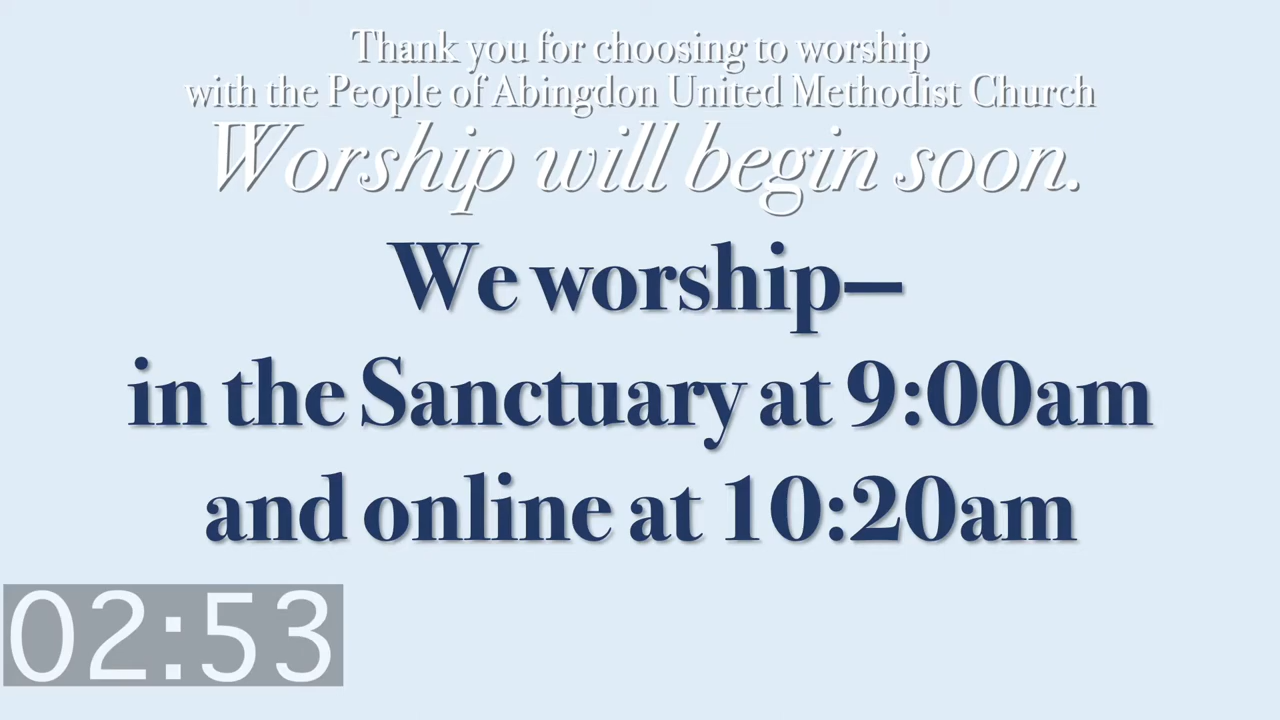 Thank you for choosing to worship
with the People of Abingdon United Methodist Church
Worship will begin soon.
We worship—
in the Sanctuary at 9:00am
and online at 10:20am
02:53